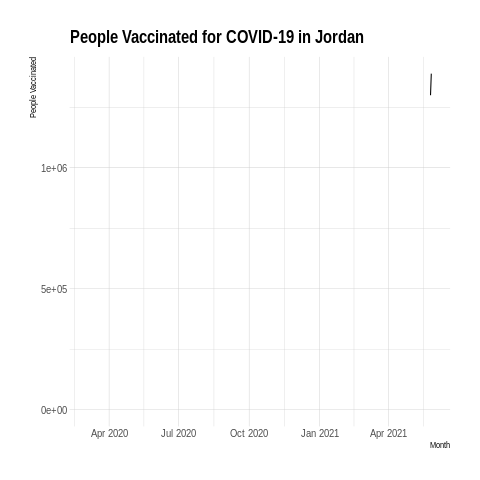 People Vaccinated for COVID-19 in Jordan
People Vaccinated
1e+06
5e+05
0e+00
Apr 2020 Jul 2020 Oct 2020 Jan 2021 Apr 2021
Month